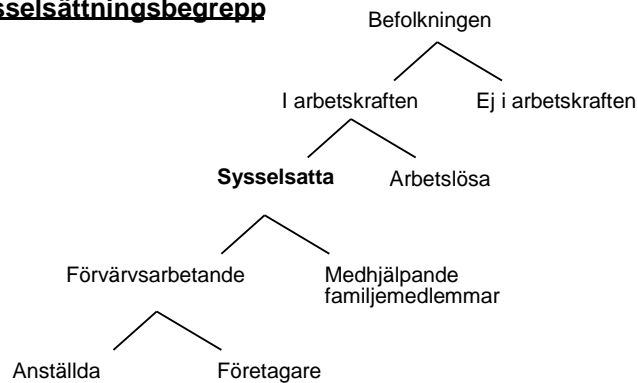 sselsättningsbegrepp
Befolkningen
I arbetskraften Ej i arbetskraften
Sysselsatta Arbetslösa
Förvärvsarbetande Medhjälpande
familjemedlemmar
Anställda Företagare